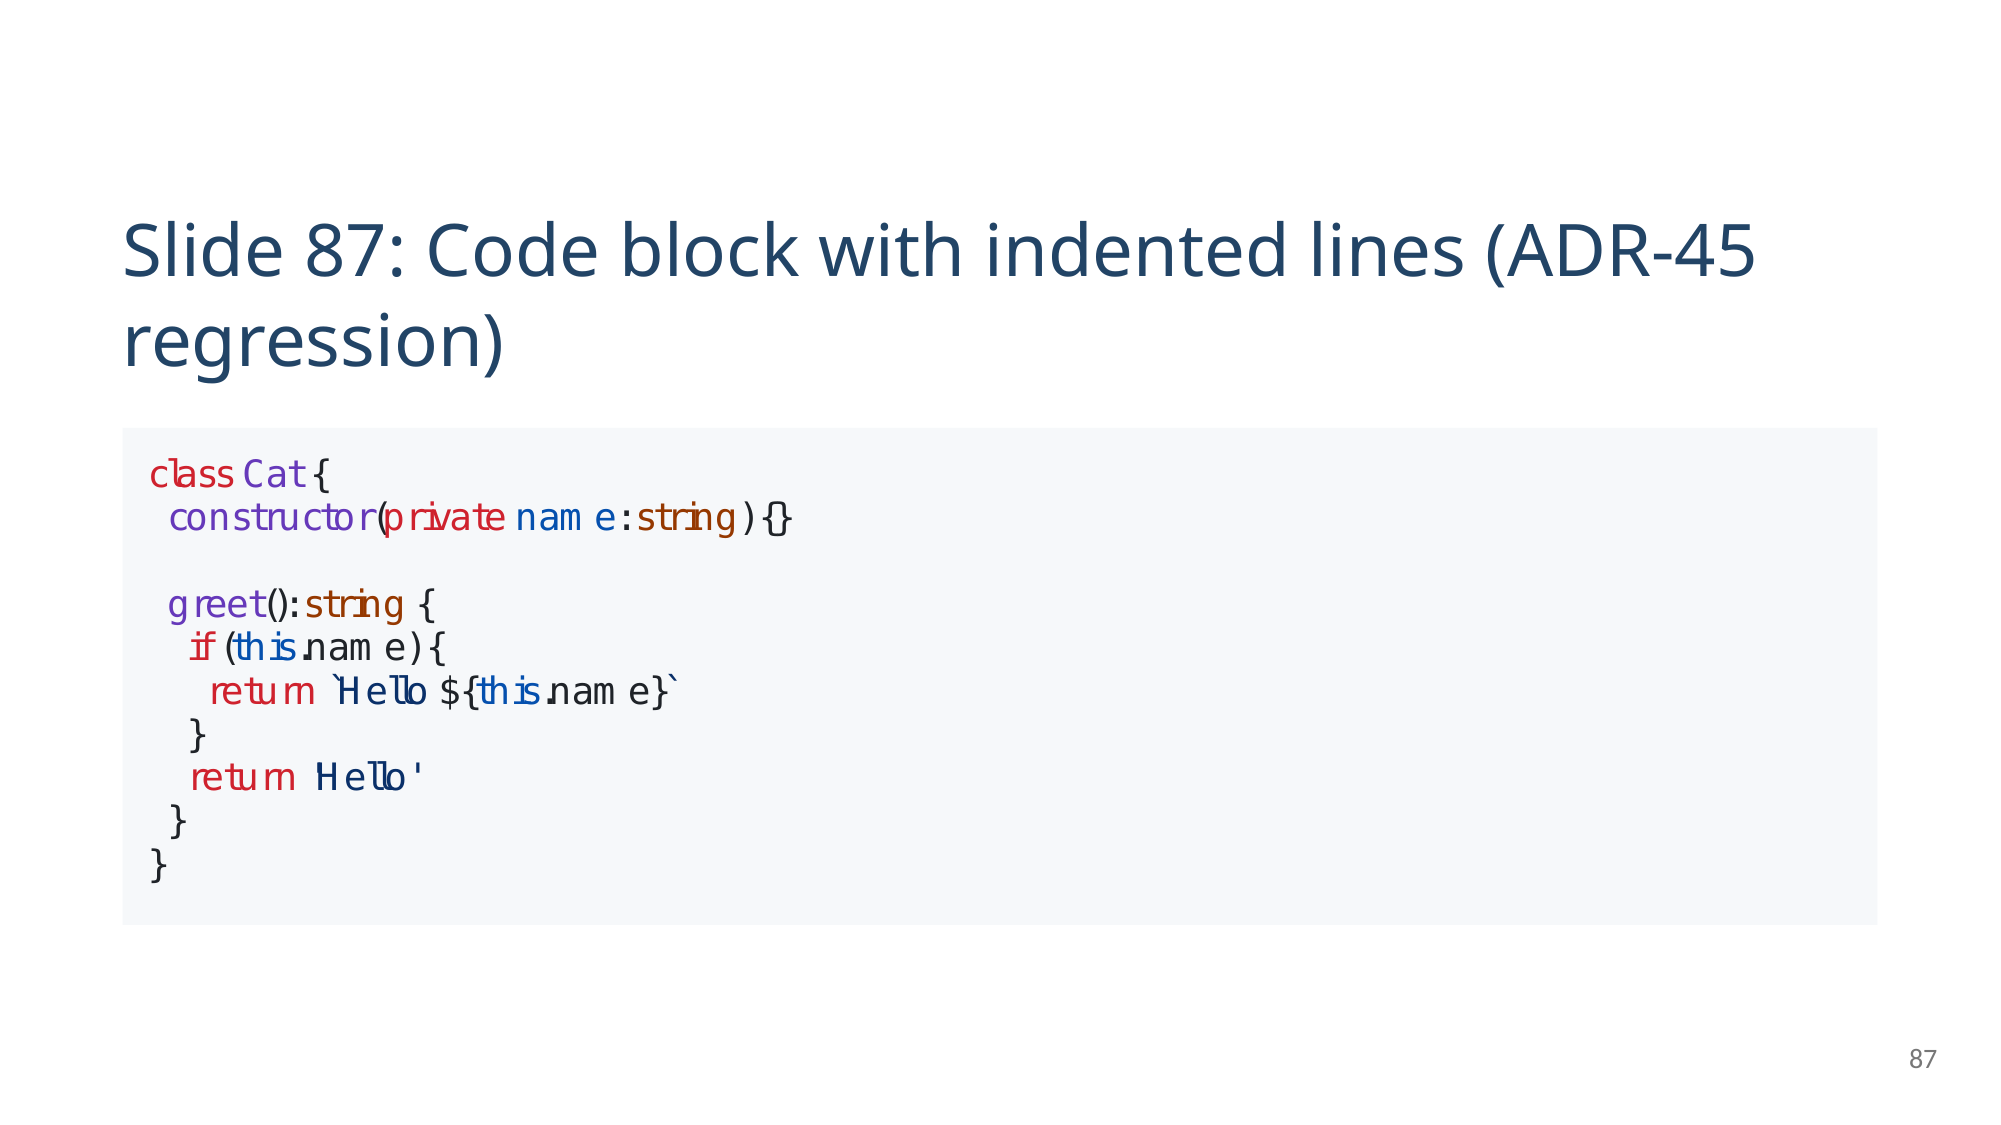 Slide 87: Code block with indented lines (ADR-45
regression)
class Cat {
  constructor(private name: string) {}

  greet(): string {
    if (this.name) {
      return `Hello ${this.name}`
    }
    return 'Hello'
  }
}
87